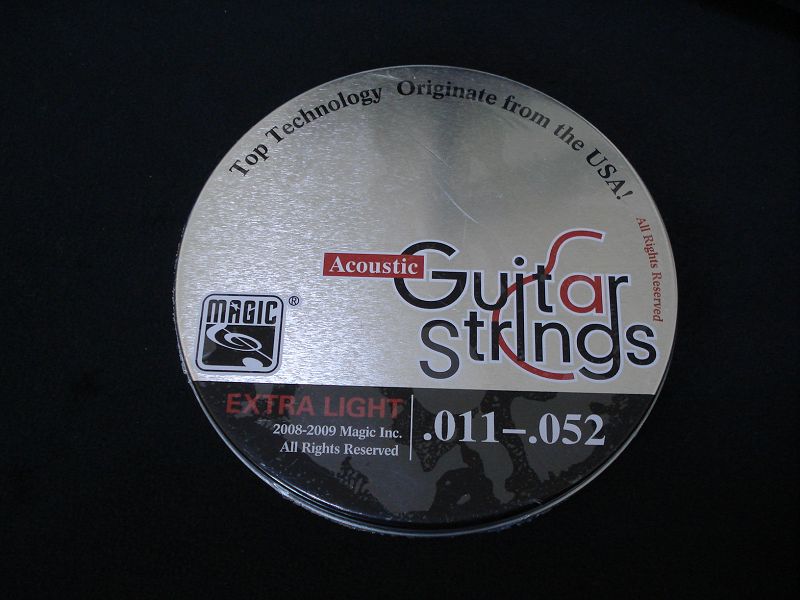 Top Technology Originate from the USA!
All Rights Reserved
Acoustic
Guitar
Strings
MAGIC ®
EXTRA LIGHT
2008-2009 Magic Inc.
All Rights Reserved
.011–.052